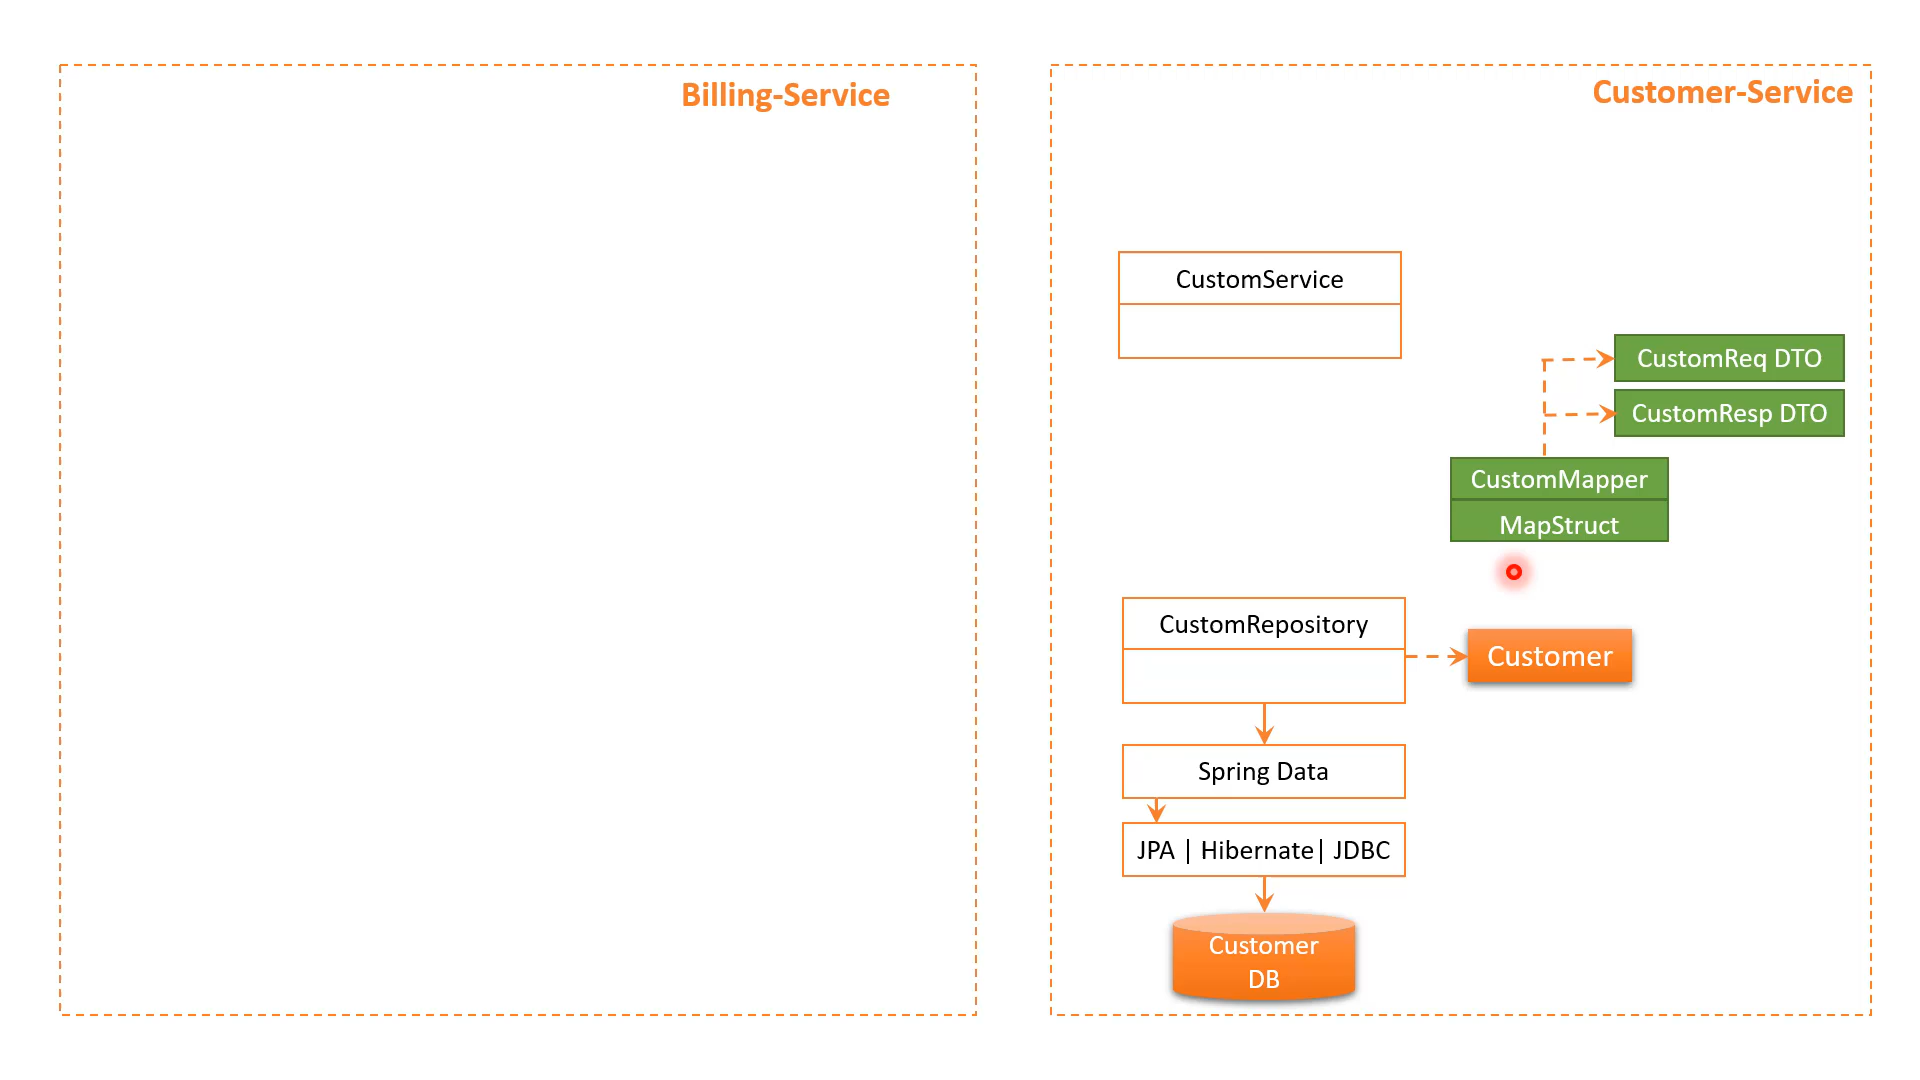 Billing-Service
Customer-Service
CustomService
CustomReq DTO
CustomResp DTO
CustomMapper
MapStruct
CustomRepository
Customer
Spring Data
JPA | Hibernate| JDBC
Customer
DB